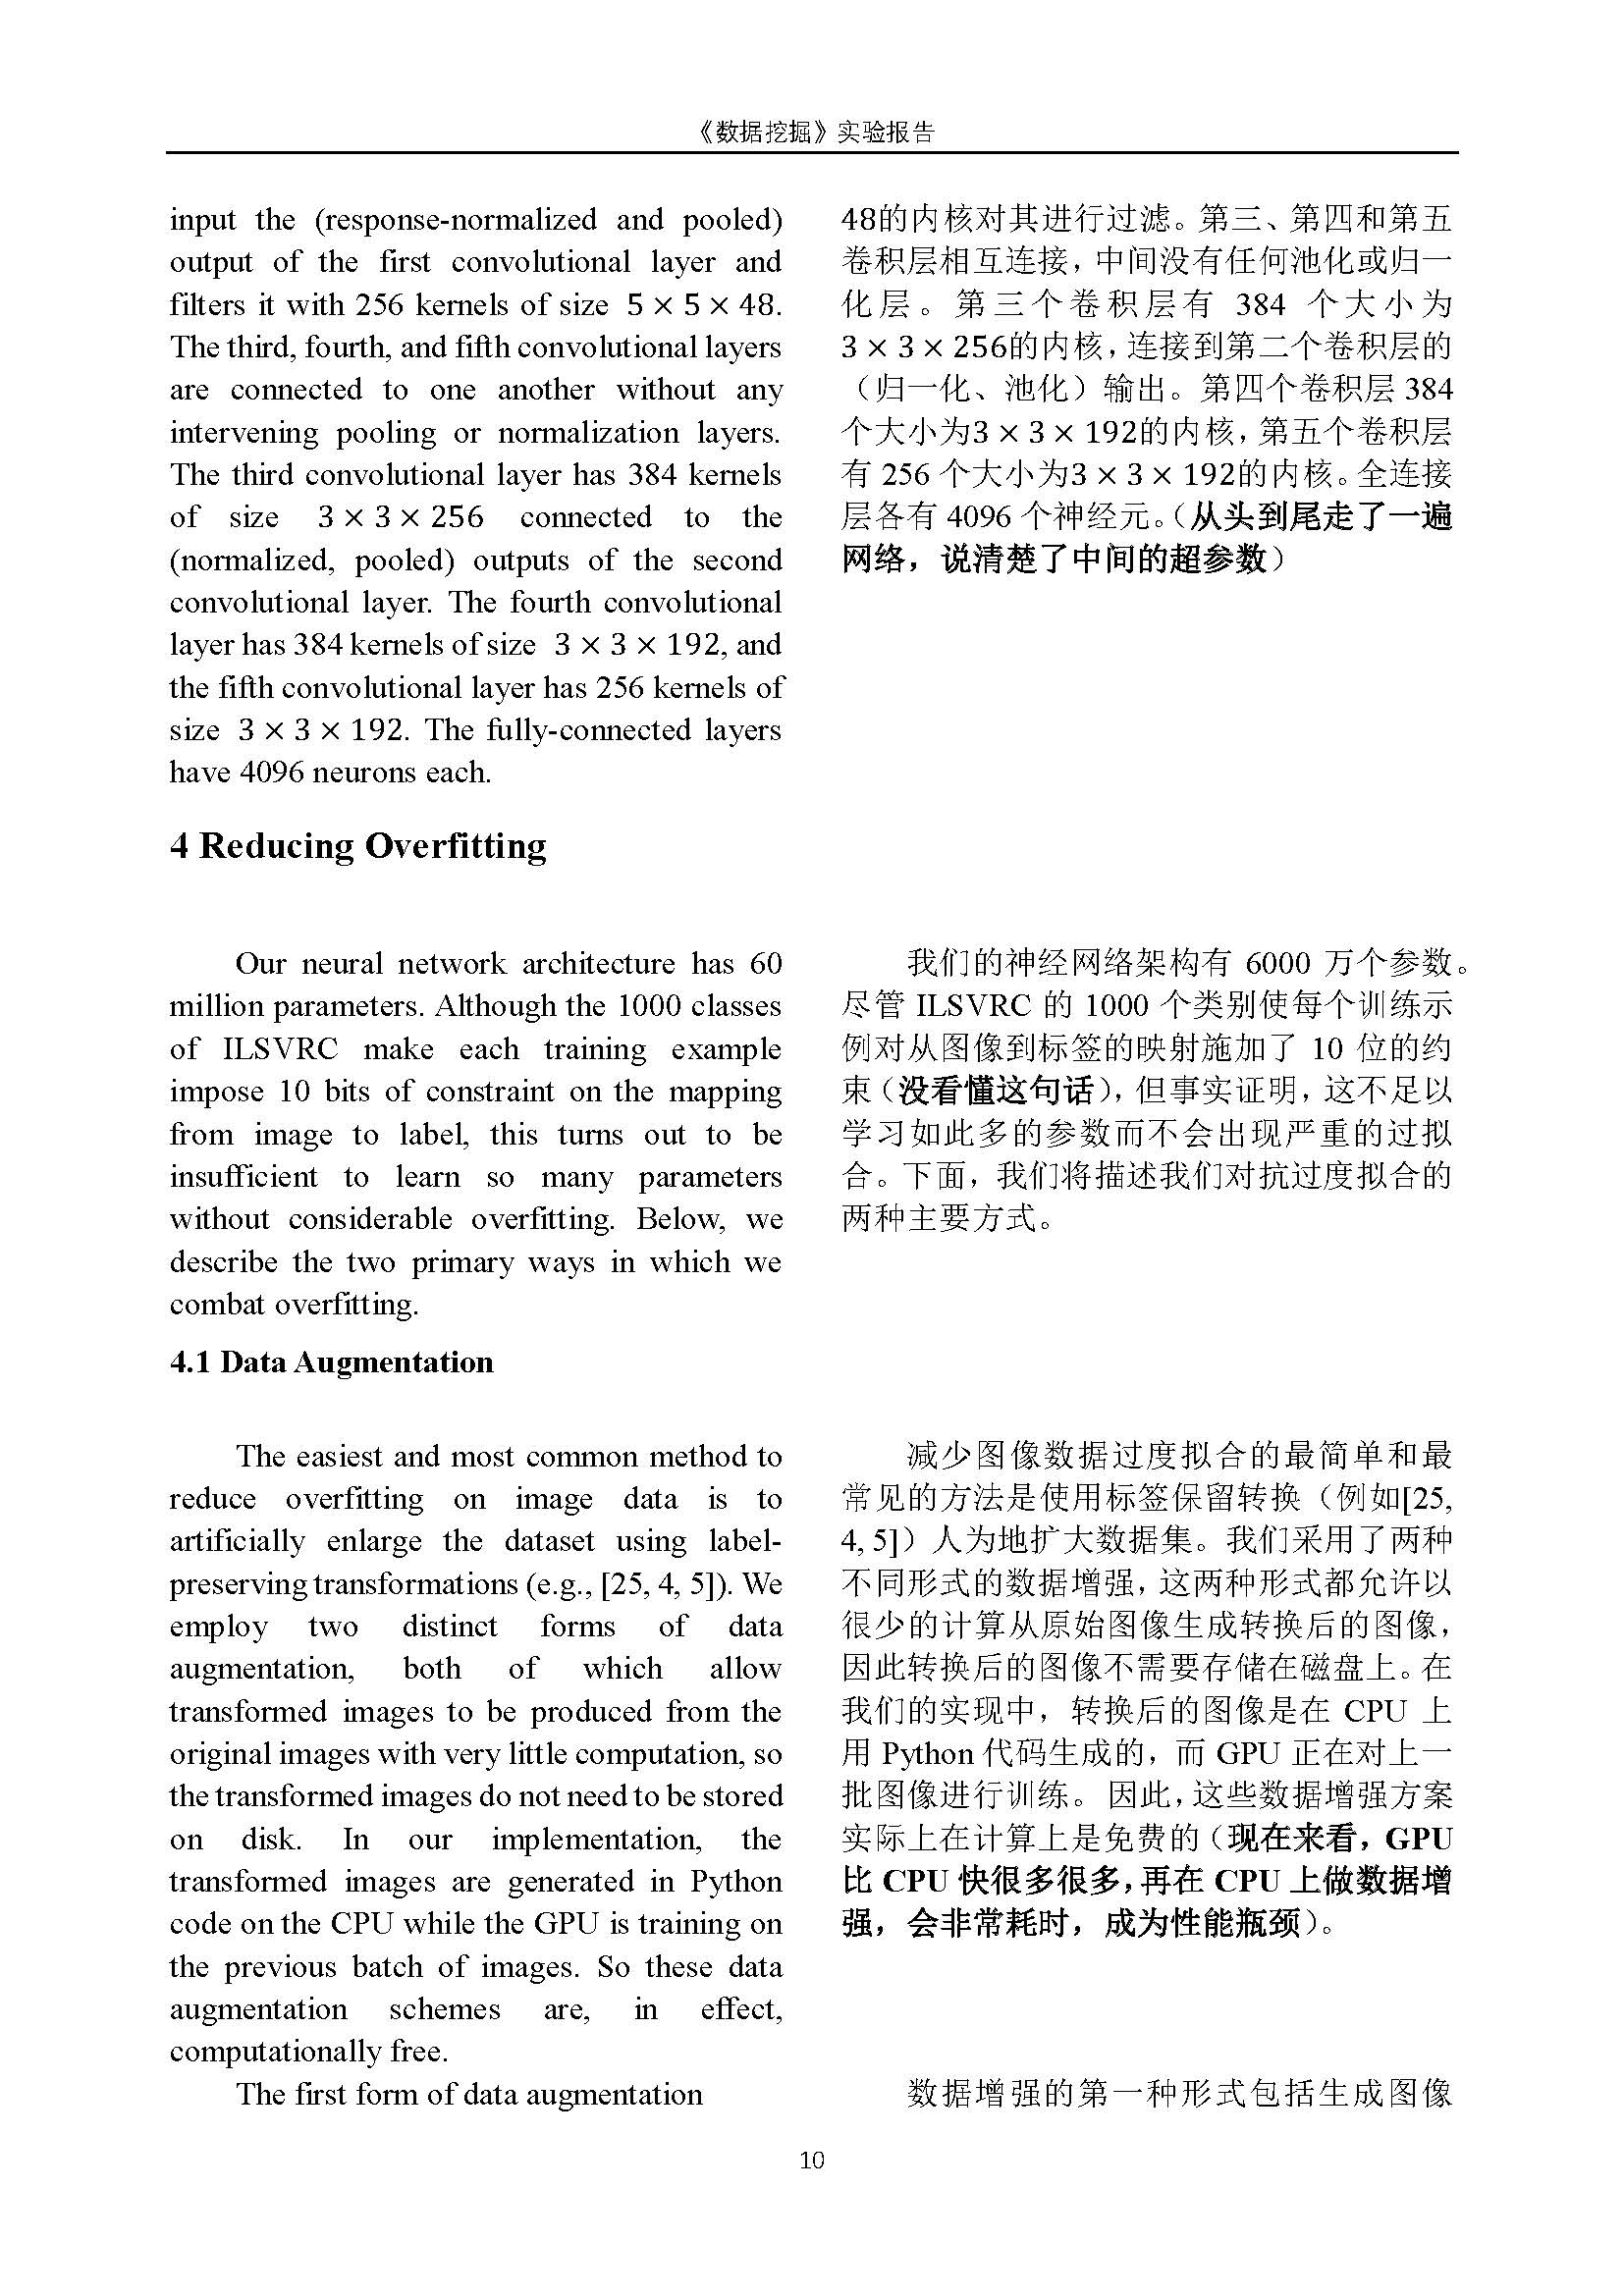 《数据挖掘》实验报告
input the (response-normalized and pooled)
output of the first convolutional layer and
filters it with 256 kernels of size 5 × 5 × 48.
The third, fourth, and fifth convolutional layers
are connected to one another without any
intervening pooling or normalization layers.
The third convolutional layer has 384 kernels
of size 3 × 3 × 256 connected to the
(normalized, pooled) outputs of the second
convolutional layer. The fourth convolutional
layer has 384 kernels of size 3 × 3 × 192, and
the fifth convolutional layer has 256 kernels of
size 3 × 3 × 192. The fully-connected layers
have 4096 neurons each.
48的内核对其进行过滤。第三、第四和第五
卷积层相互连接，中间没有任何池化或归一
化层。第三个卷积层有 384 个大小为
3 × 3 × 256的内核，连接到第二个卷积层的
（归一化、池化）输出。第四个卷积层 384
个大小为3 × 3 × 192的内核，第五个卷积层
有 256 个大小为3 × 3 × 192的内核。全连接
层各有 4096 个神经元。（从头到尾走了一遍
网络，说清楚了中间的超参数）
4 Reducing Overfitting
Our neural network architecture has 60
million parameters. Although the 1000 classes
of ILSVRC make each training example
impose 10 bits of constraint on the mapping
from image to label, this turns out to be
insufficient to learn so many parameters
without considerable overfitting. Below, we
describe the two primary ways in which we
combat overfitting.
我们的神经网络架构有 6000 万个参数。
尽管 ILSVRC 的 1000 个类别使每个训练示
例对从图像到标签的映射施加了 10 位的约
束（没看懂这句话），但事实证明，这不足以
学习如此多的参数而不会出现严重的过拟
合。下面，我们将描述我们对抗过度拟合的
两种主要方式。
4.1 Data Augmentation
The easiest and most common method to
reduce overfitting on image data is to
artificially enlarge the dataset using label-
preserving transformations (e.g., [25, 4, 5]). We
employ two distinct forms of data
augmentation, both of which allow
transformed images to be produced from the
original images with very little computation, so
the transformed images do not need to be stored
on disk. In our implementation, the
transformed images are generated in Python
code on the CPU while the GPU is training on
the previous batch of images. So these data
augmentation schemes are, in effect,
computationally free.
The first form of data augmentation
减少图像数据过度拟合的最简单和最
常见的方法是使用标签保留转换（例如[25,
4, 5]）人为地扩大数据集。我们采用了两种
不同形式的数据增强，这两种形式都允许以
很少的计算从原始图像生成转换后的图像，
因此转换后的图像不需要存储在磁盘上。在
我们的实现中，转换后的图像是在 CPU 上
用 Python 代码生成的，而 GPU 正在对上一
批图像进行训练。 因此，这些数据增强方案
实际上在计算上是免费的（现在来看，GPU
比 CPU 快很多很多，再在 CPU 上做数据增
强，会非常耗时，成为性能瓶颈）。
数据增强的第一种形式包括生成图像
10